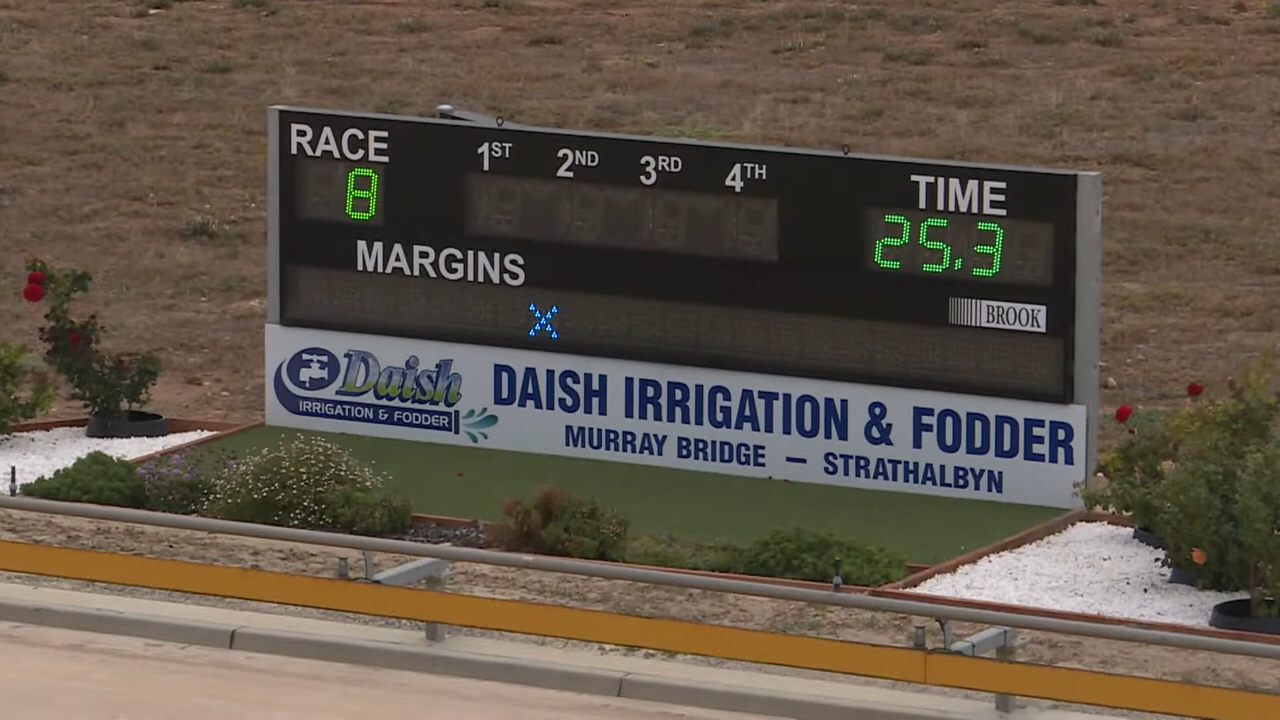 RACE 1ST 2ND 3RD 4TH TIME
8 25.3
MARGINS
X
BROOK
Daish
IRRIGATION & FODDER
DAISH IRRIGATION & FODDER
MURRAY BRIDGE – STRATHALBYN